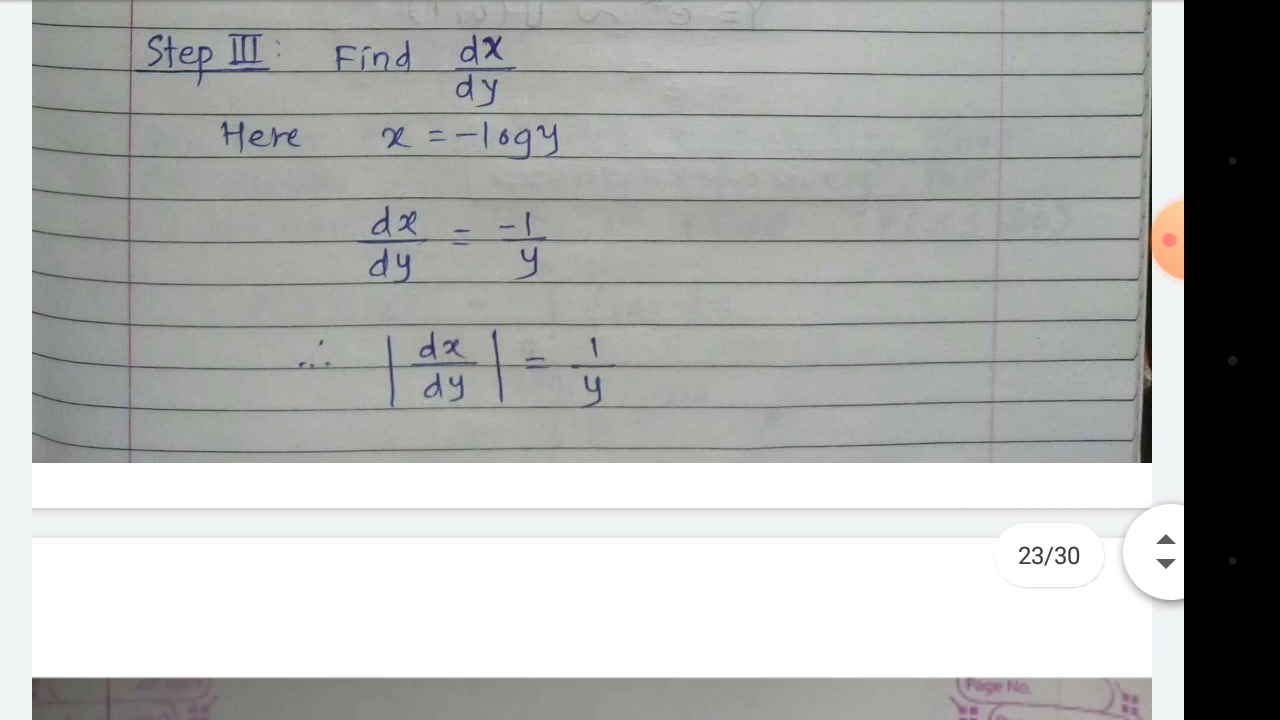 Step III: Find dx/dy
Here x = -log y
dx/dy = -1/y
∴ |dx/dy| = 1/y
23/30
Page No.